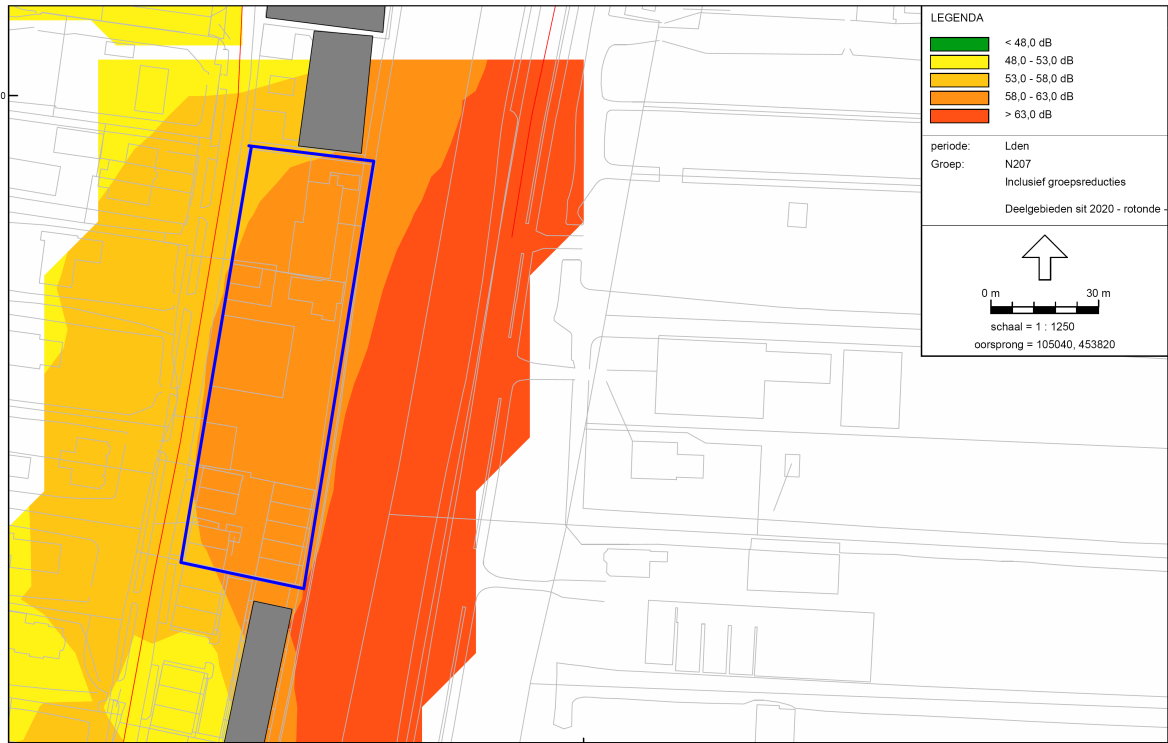 LEGENDA
< 48,0 dB
48,0 - 53,0 dB
53,0 - 58,0 dB
58,0 - 63,0 dB
> 63,0 dB
periode: Lden
Groep: N207
Inclusief groepsreducties
Deelgebieden sit 2020 - rotonde -
0 m 30 m
schaal = 1 : 1250
oorsprong = 105040, 453820
0